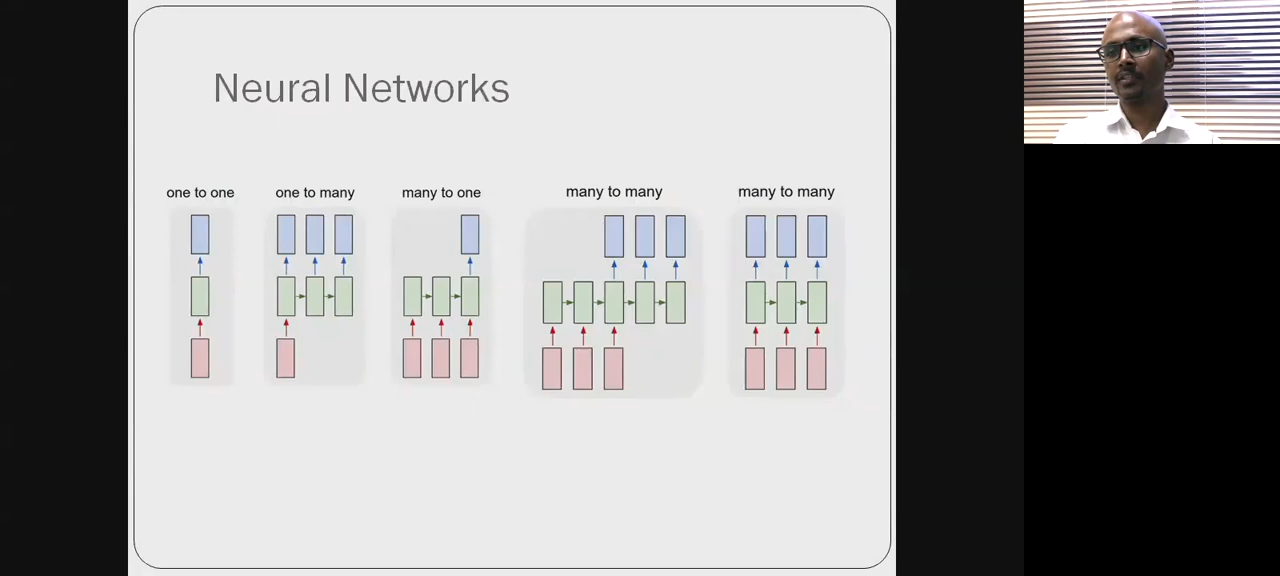 Neural Networks
one to one
one to many
many to one
many to many
many to many